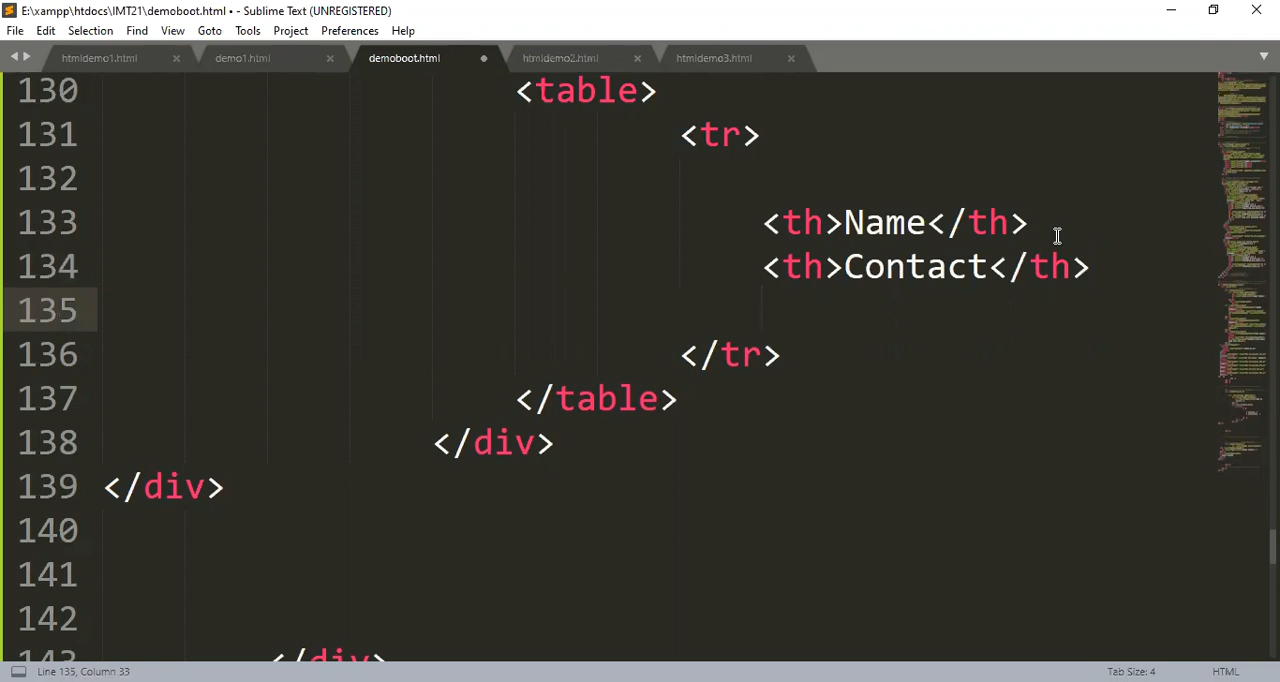 E:\xampp\htdocs\IMT21\demoboot.html • - Sublime Text (UNREGISTERED)
File Edit Selection Find View Goto Tools Project Preferences Help
htmldemo1.html × demo1.html × demoboot.html htmldemo2.html × htmldemo3.html ×
130 <table>
131 <tr>
132
133 <th>Name</th>
134 <th>Contact</th>
135
136 </tr>
137 </table>
138 </div>
139 </div>
140
141
142
143 </div>
Line 135, Column 33 Tab Size: 4 HTML